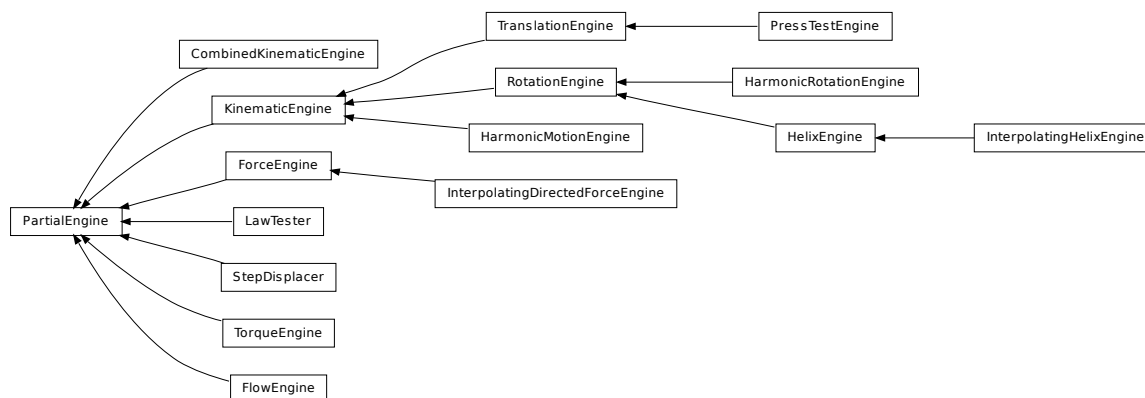 TranslationEngine
PressTestEngine
CombinedKinematicEngine
RotationEngine
HarmonicRotationEngine
KinematicEngine
HarmonicMotionEngine
HelixEngine
InterpolatingHelixEngine
ForceEngine
InterpolatingDirectedForceEngine
PartialEngine
LawTester
StepDisplacer
TorqueEngine
FlowEngine